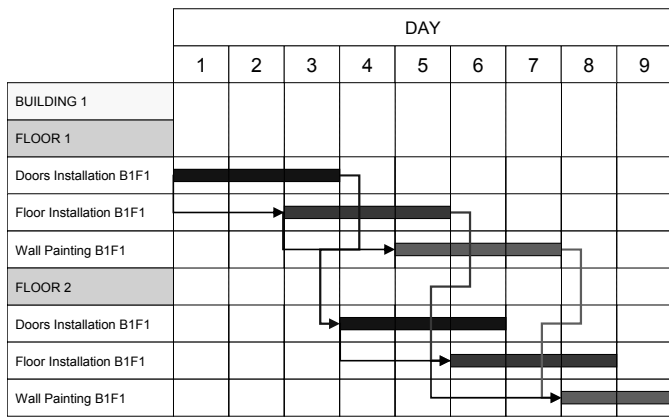 DAY
1 2 3 4 5 6 7 8 9
BUILDING 1
FLOOR 1
Doors Installation B1F1
Floor Installation B1F1
Wall Painting B1F1
FLOOR 2
Doors Installation B1F1
Floor Installation B1F1
Wall Painting B1F1